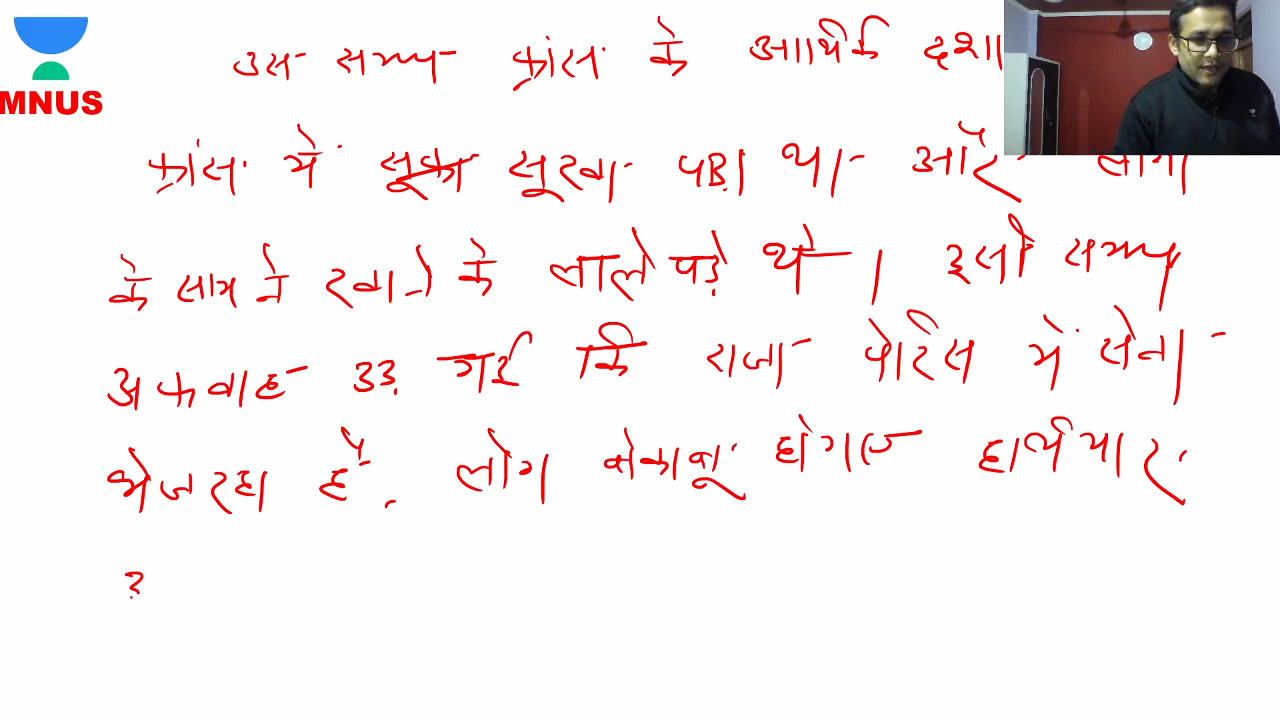 MNUS
उस समय फ्रांस के आर्थिक दशा
फ्रांस में सूखा पड़ा था और लोगो
के सामने खाने के लाले पड़े थे। इसी समय
अफवाह उड़ गई कि राजा पेरिस में सेना
भेज रहा है. लोग बेकाबू हो गए हथियार